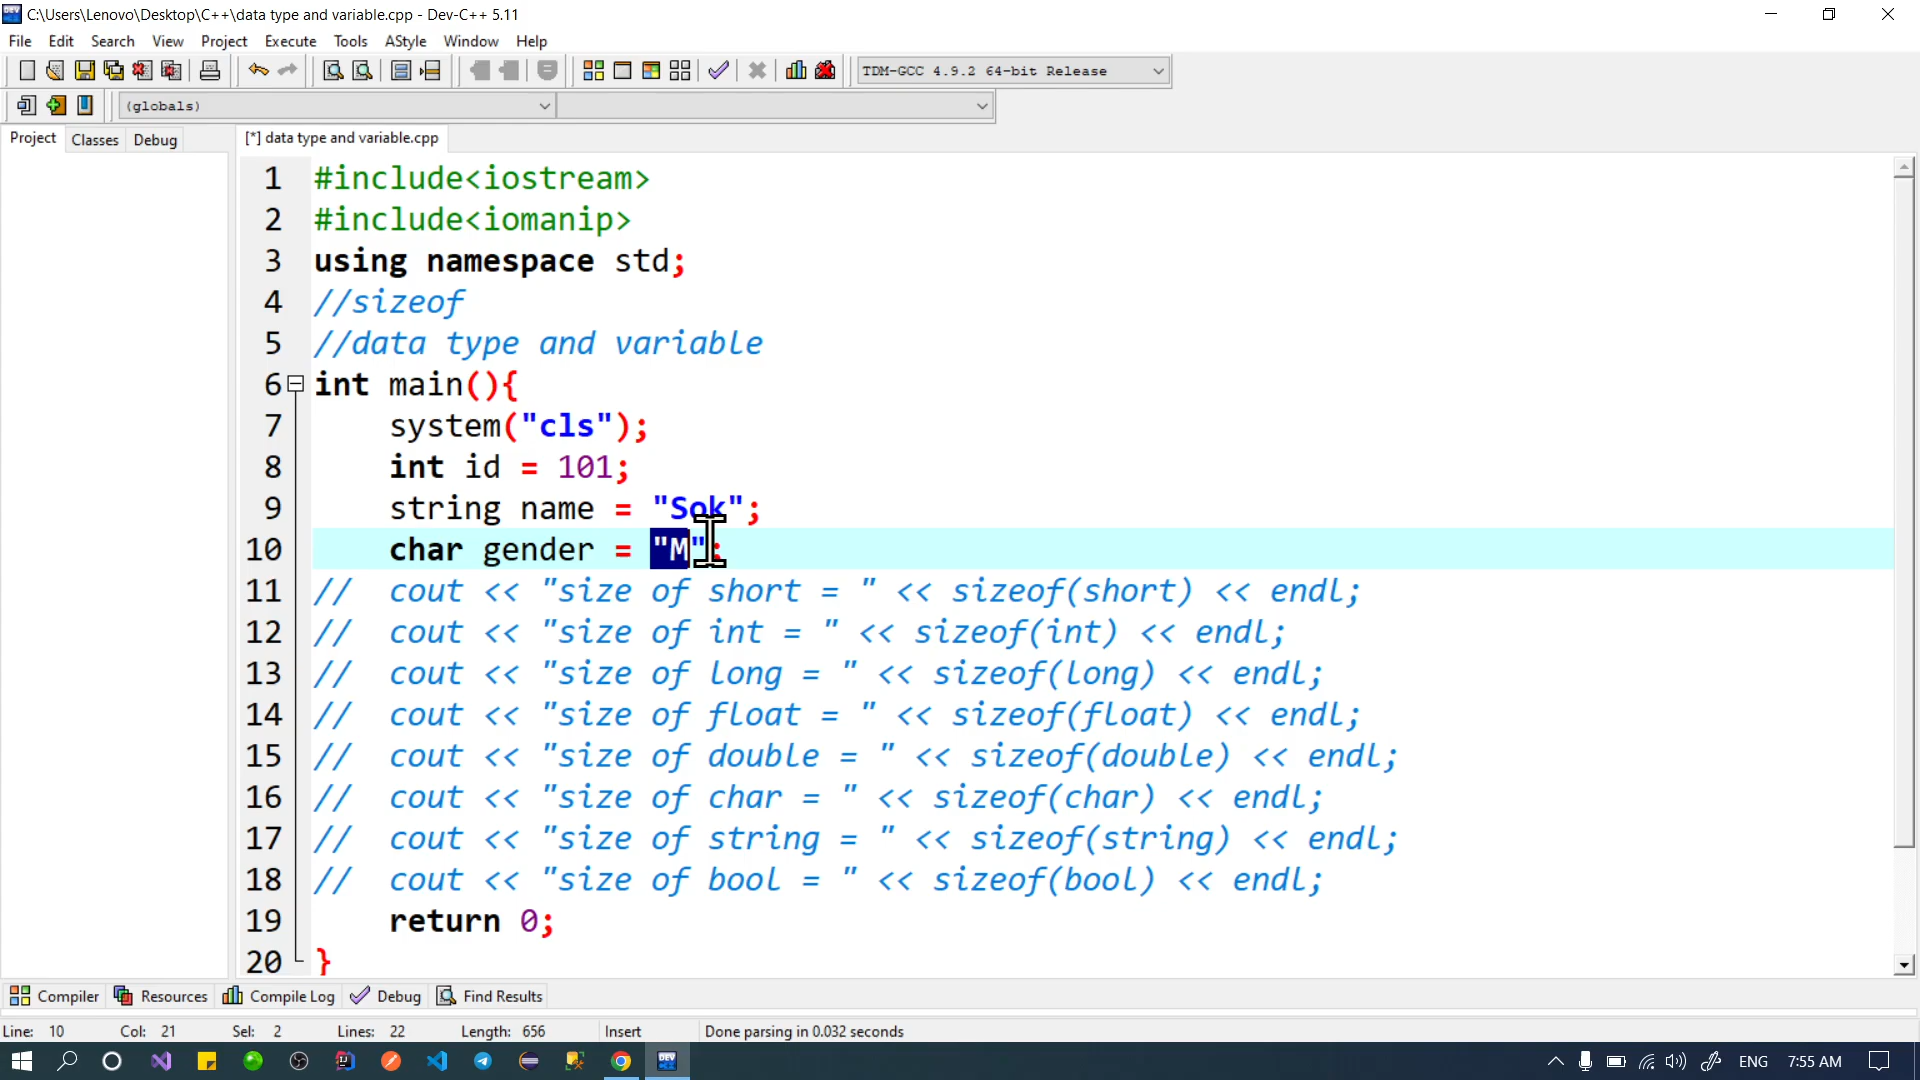 C:\Users\Lenovo\Desktop\C++\data type and variable.cpp - Dev-C++ 5.11
File Edit Search View Project Execute Tools AStyle Window Help
TDM-GCC 4.9.2 64-bit Release
(globals)
Project Classes Debug
[*] data type and variable.cpp
1 #include<iostream>
2 #include<iomanip>
3 using namespace std;
4 //sizeof
5 //data type and variable
6 int main(){
7 system("cls");
8 int id = 101;
9 string name = "Sok";
10 char gender = "M";
11 // cout << "size of short = " << sizeof(short) << endl;
12 // cout << "size of int = " << sizeof(int) << endl;
13 // cout << "size of long = " << sizeof(long) << endl;
14 // cout << "size of float = " << sizeof(float) << endl;
15 // cout << "size of double = " << sizeof(double) << endl;
16 // cout << "size of char = " << sizeof(char) << endl;
17 // cout << "size of string = " << sizeof(string) << endl;
18 // cout << "size of bool = " << sizeof(bool) << endl;
19 return 0;
20 }
Compiler Resources Compile Log Debug Find Results
Line: 10 Col: 21 Sel: 2 Lines: 22 Length: 656 Insert Done parsing in 0.032 seconds
DEV
ENG 7:55 AM